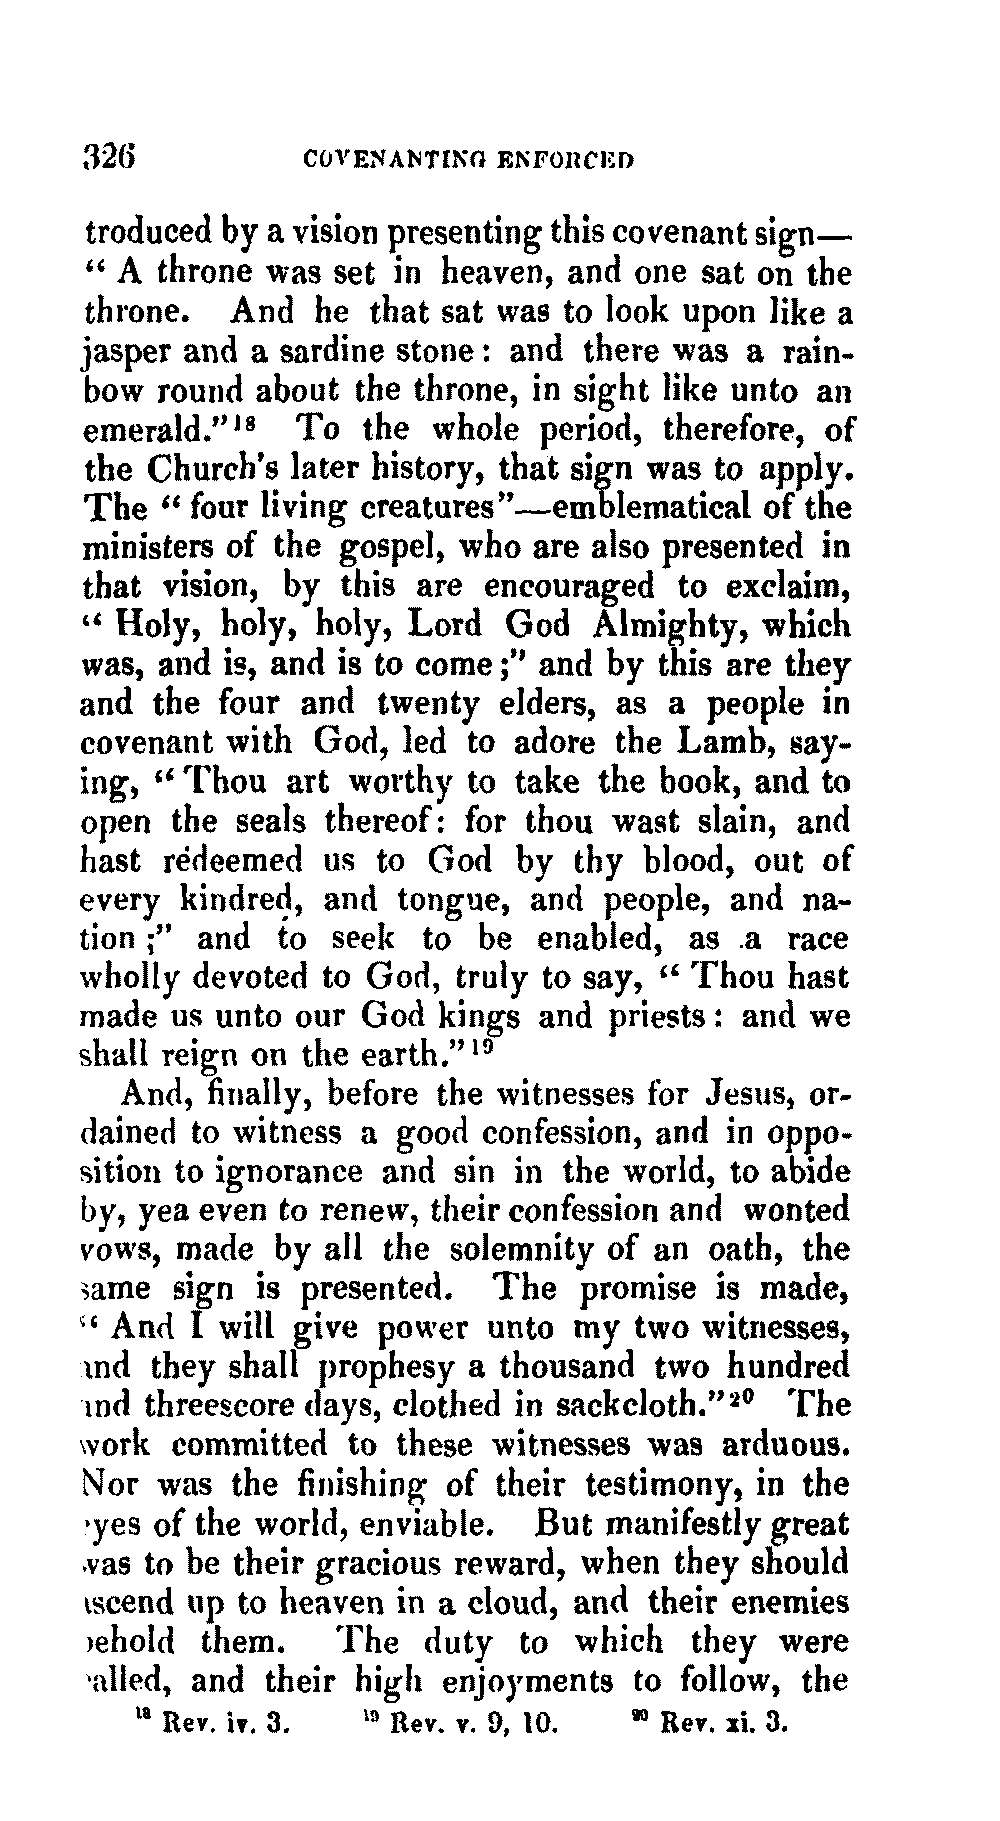 326 COVENANTING ENFORCED
troduced by a vision presenting this covenant sign—
“ A throne was set in heaven, and one sat on the
throne. And he that sat was to look upon like a
jasper and a sardine stone : and there was a rain-
bow round about the throne, in sight like unto an
emerald.”¹⁸ To the whole period, therefore, of
the Church’s later history, that sign was to apply.
The “ four living creatures”—emblematical of the
ministers of the gospel, who are also presented in
that vision, by this are encouraged to exclaim,
“ Holy, holy, holy, Lord God Almighty, which
was, and is, and is to come ;” and by this are they
and the four and twenty elders, as a people in
covenant with God, led to adore the Lamb, say-
ing, “ Thou art worthy to take the book, and to
open the seals thereof : for thou wast slain, and
hast redeemed us to God by thy blood, out of
every kindred, and tongue, and people, and na-
tion ;” and to seek to be enabled, as a race
wholly devoted to God, truly to say, “ Thou hast
made us unto our God kings and priests : and we
shall reign on the earth.”¹⁹
And, finally, before the witnesses for Jesus, or-
dained to witness a good confession, and in oppo-
sition to ignorance and sin in the world, to abide
by, yea even to renew, their confession and wonted
vows, made by all the solemnity of an oath, the
same sign is presented. The promise is made,
“ And I will give power unto my two witnesses,
and they shall prophesy a thousand two hundred
and threescore days, clothed in sackcloth.”²⁰ The
work committed to these witnesses was arduous.
Nor was the finishing of their testimony, in the
eyes of the world, enviable. But manifestly great
was to be their gracious reward, when they should
ascend up to heaven in a cloud, and their enemies
behold them. The duty to which they were
called, and their high enjoyments to follow, the
¹⁸ Rev. iv. 3. ¹⁹ Rev. v. 9, 10. ²⁰ Rev. xi. 3.